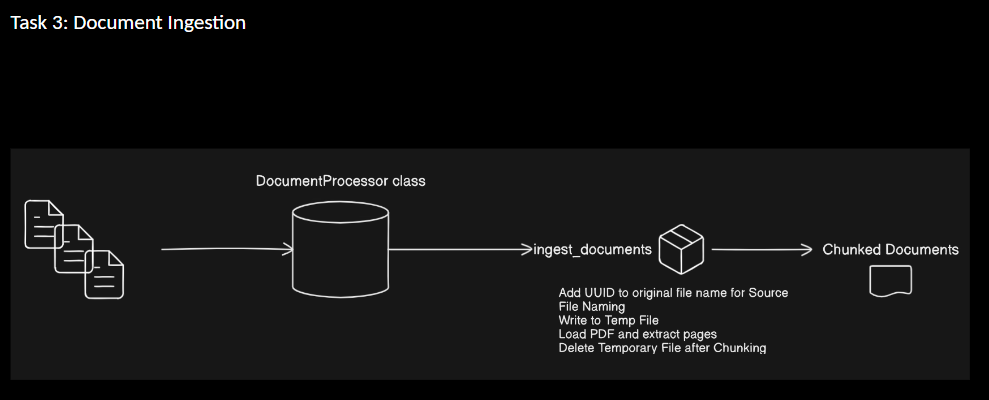 Task 3: Document Ingestion
DocumentProcessor class
ingest_documents
Chunked Documents
Add UUID to original file name for Source
File Naming
Write to Temp File
Load PDF and extract pages
Delete Temporary File after Chunking